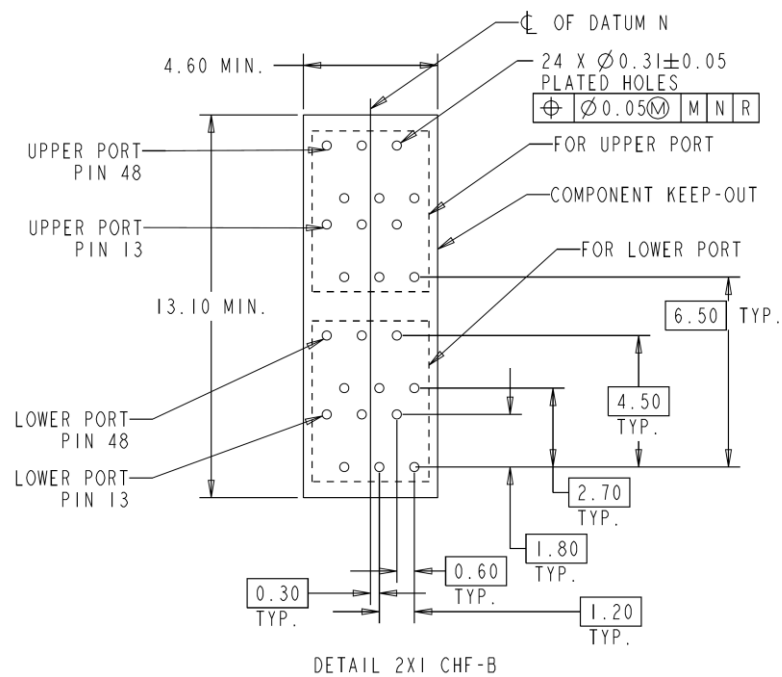 ℄ OF DATUM N
4.60 MIN.
24 X Ø0.31±0.05
PLATED HOLES
⌖ Ø0.05Ⓜ M N R
UPPER PORT
PIN 48
FOR UPPER PORT
COMPONENT KEEP-OUT
UPPER PORT
PIN 13
FOR LOWER PORT
13.10 MIN.
6.50 TYP.
4.50
TYP.
LOWER PORT
PIN 48
LOWER PORT
PIN 13
2.70
TYP.
1.80
TYP.
0.60
TYP.
0.30
TYP.
1.20
TYP.
DETAIL 2X1 CHF-B